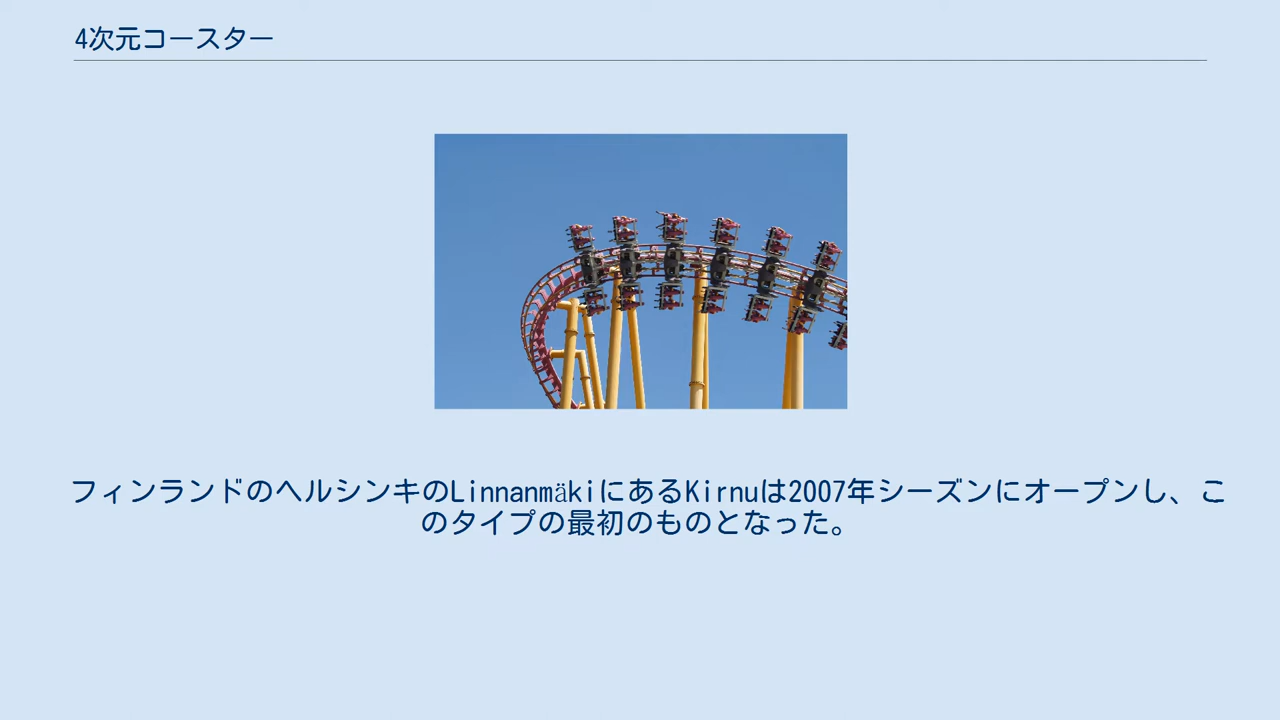 4次元コースター
フィンランドのヘルシンキのLinnanmäkiにあるKirnuは2007年シーズンにオープンし、こ
のタイプの最初のものとなった。